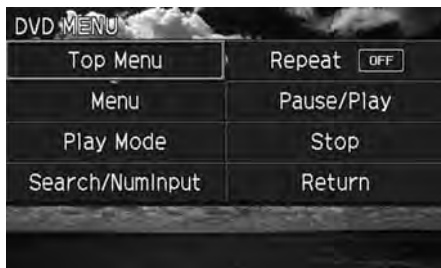 DVD MENU
Top Menu
Repeat OFF
Menu
Pause/Play
Play Mode
Stop
Search/NumInput
Return